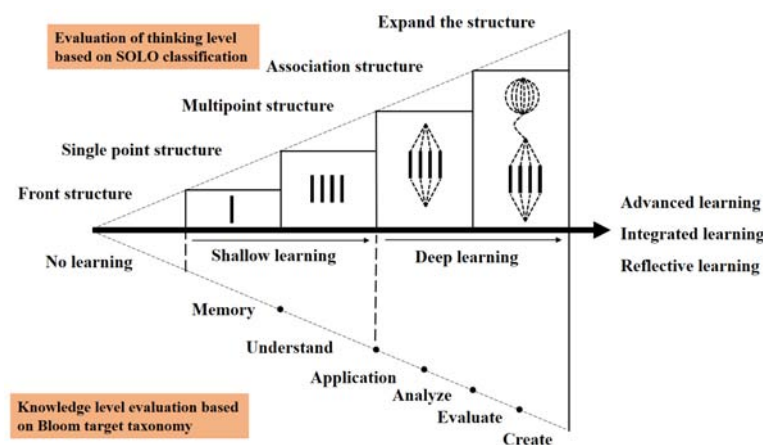 Expand the structure
Evaluation of thinking level
based on SOLO classification
Association structure
Multipoint structure
Single point structure
Front structure
Advanced learning
Integrated learning
Reflective learning
No learning
Shallow learning
Deep learning
Memory
Understand
Application
Analyze
Evaluate
Create
Knowledge level evaluation based
on Bloom target taxonomy